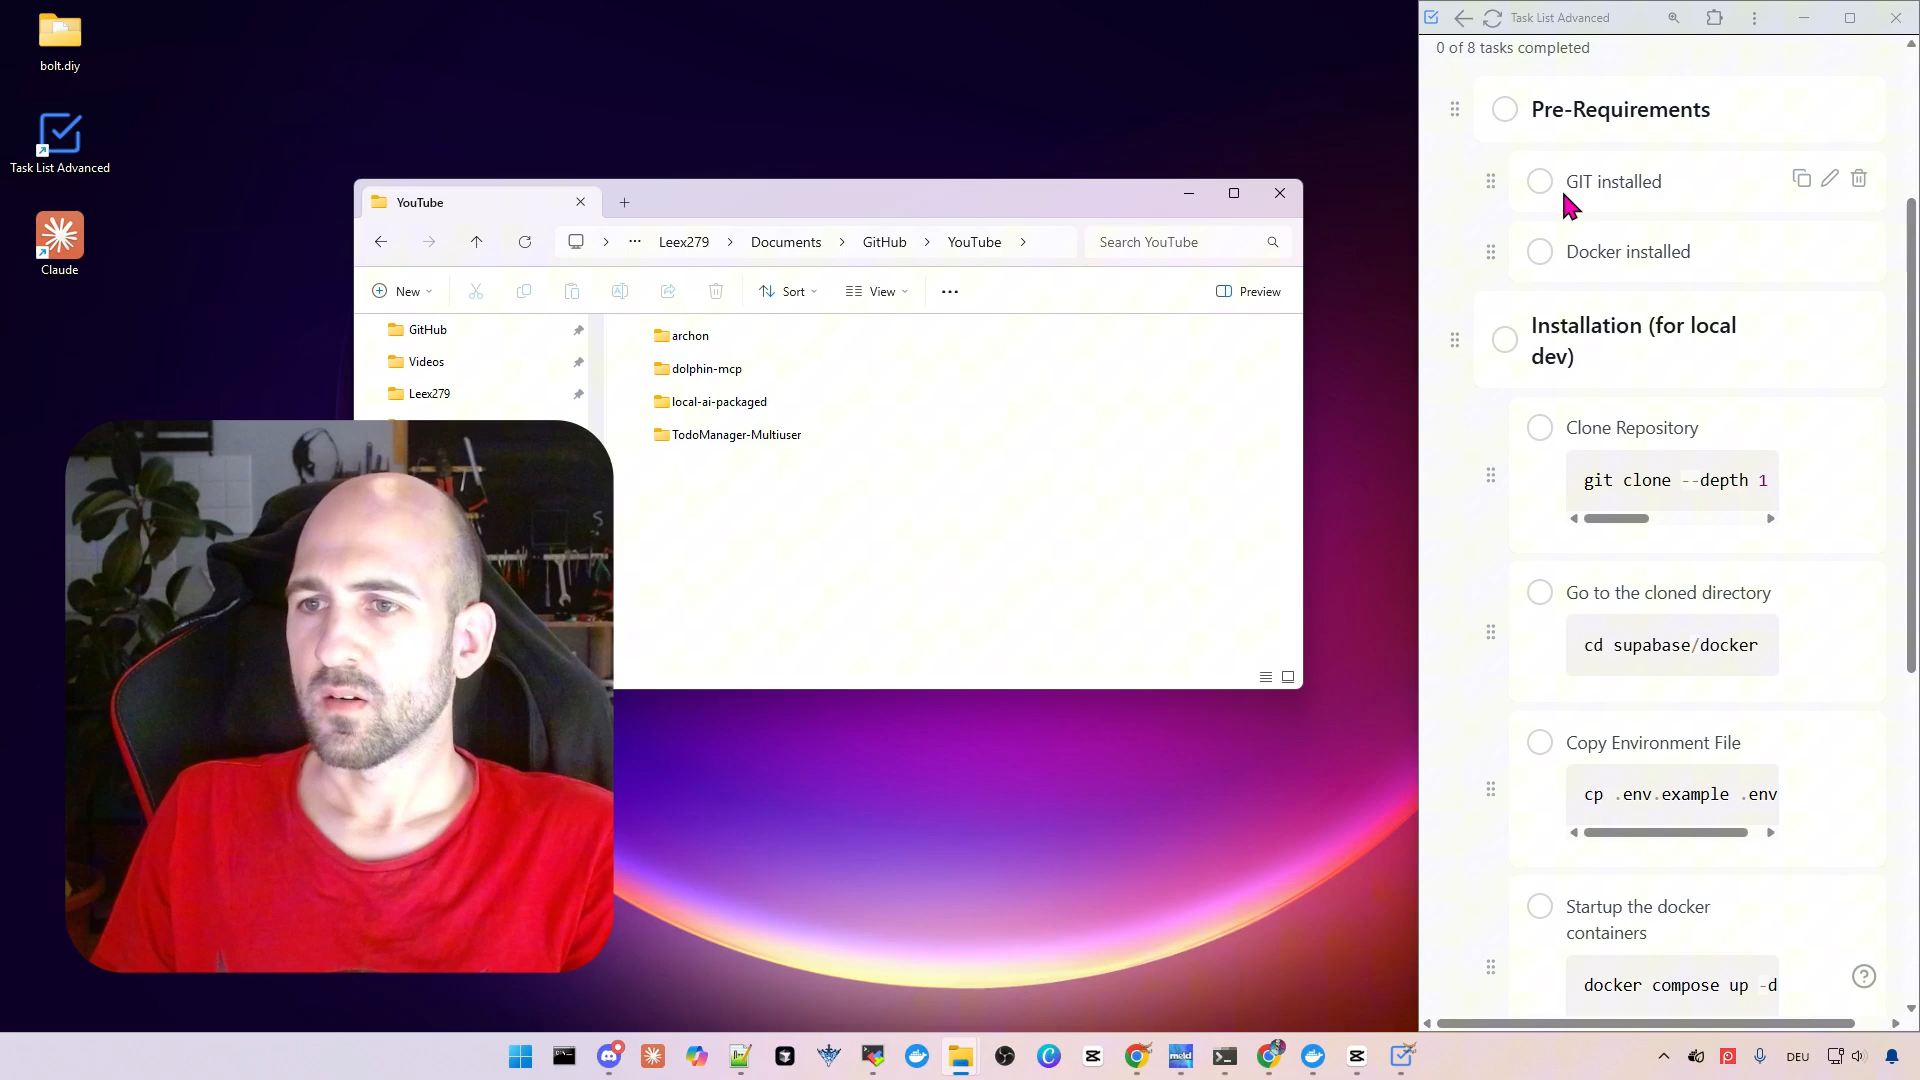 bolt.diy
Task List Advanced
Claude
YouTube
Leex279
Documents
GitHub
YouTube
Search YouTube
New
Sort
View
Preview
GitHub
Videos
Leex279
archon
dolphin-mcp
local-ai-packaged
TodoManager-Multiuser
Task List Advanced
0 of 8 tasks completed
Pre-Requirements
GIT installed
Docker installed
Installation (for local
dev)
Clone Repository
git clone --depth 1
Go to the cloned directory
cd supabase/docker
Copy Environment File
cp .env.example .env
Startup the docker
containers
docker compose up -d
DEU